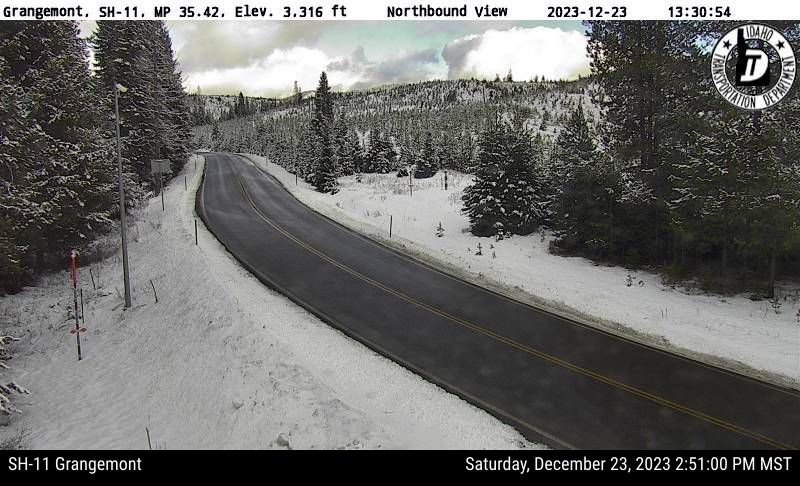 Grangemont, SH-11, MP 35.42, Elev. 3,316 ft Northbound View 2023-12-23 13:30:54
IDAHO
TRANSPORTATION DEPARTMENT
SH-11 Grangemont Saturday, December 23, 2023 2:51:00 PM MST